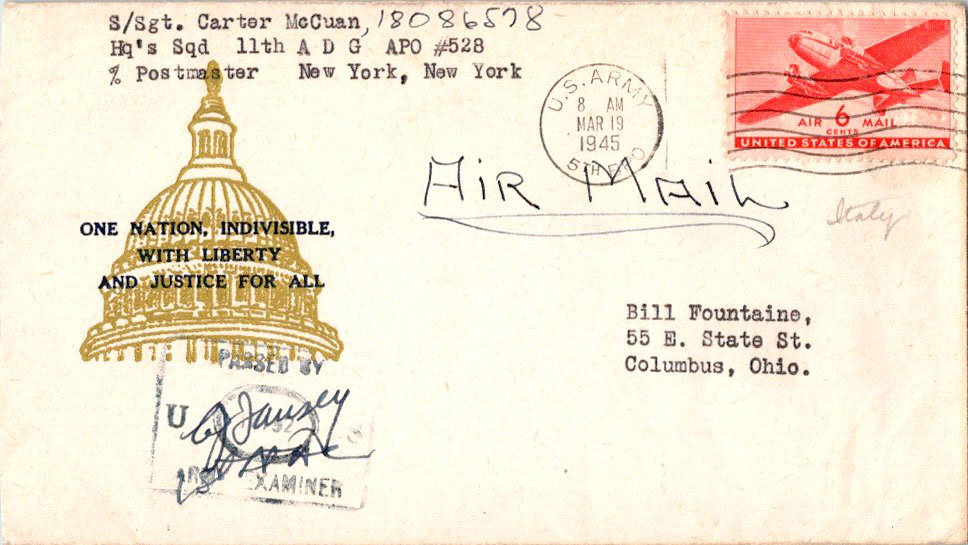 S/Sgt. Carter McCuan, 18086578
Hq's Sqd 11th A D G APO #528
% Postmaster New York, New York
U.S. ARMY
8 AM
MAR 19
1945
5TH
AIR 6 MAIL
CENTS
UNITED STATES OF AMERICA
AIR MAIL
Italy
ONE NATION, INDIVISIBLE,
WITH LIBERTY
AND JUSTICE FOR ALL
Bill Fountaine,
55 E. State St.
Columbus, Ohio.
PASSED BY
U S
ARMY EXAMINER